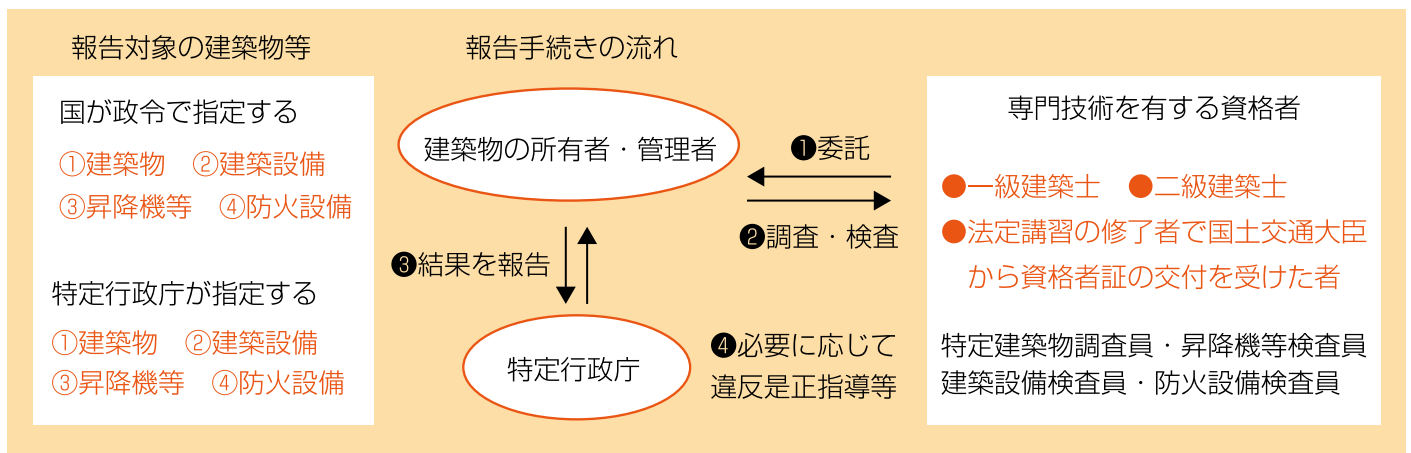 報告対象の建築物等
国が政令で指定する
①建築物　②建築設備
③昇降機等　④防火設備
特定行政庁が指定する
①建築物　②建築設備
③昇降機等　④防火設備
報告手続きの流れ
建築物の所有者・管理者
❶委託
❷調査・検査
❸結果を報告
特定行政庁
❹必要に応じて
違反是正指導等
専門技術を有する資格者
●一級建築士　●二級建築士
●法定講習の修了者で国土交通大臣
から資格者証の交付を受けた者
特定建築物調査員・昇降機等検査員
建築設備検査員・防火設備検査員